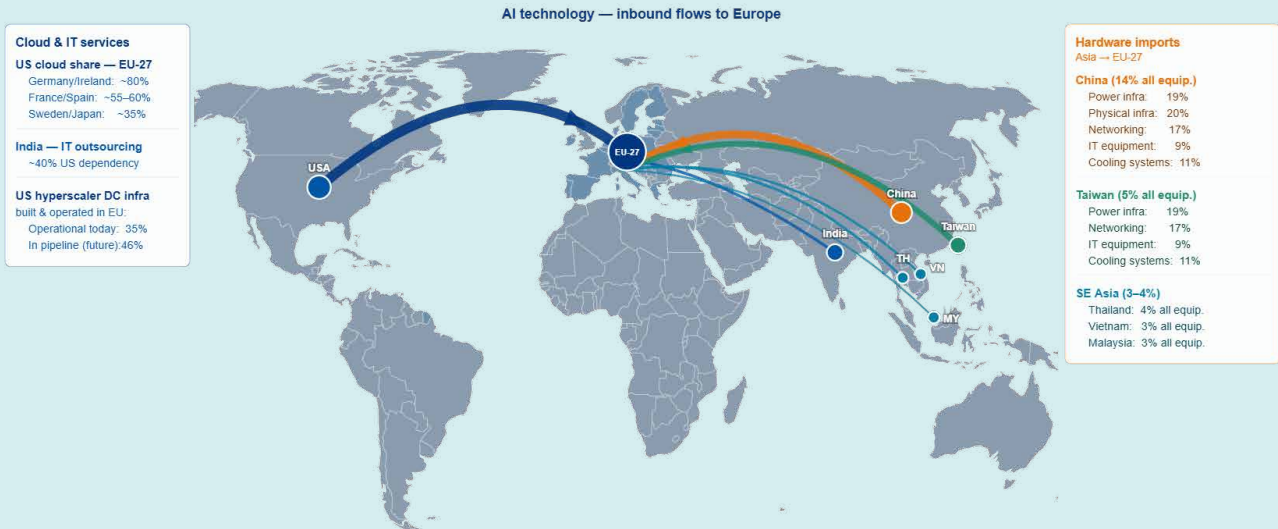 AI technology — inbound flows to Europe
Cloud & IT services
US cloud share — EU-27
Germany/Ireland: ~80%
France/Spain: ~55–60%
Sweden/Japan: ~35%
India — IT outsourcing
~40% US dependency
US hyperscaler DC infra
built & operated in EU:
Operational today: 35%
In pipeline (future):46%
USA
EU-27
China
Taiwan
India
TH
VN
MY
Hardware imports
Asia → EU-27
China (14% all equip.)
Power infra: 19%
Physical infra: 20%
Networking: 17%
IT equipment: 9%
Cooling systems: 11%
Taiwan (5% all equip.)
Power infra: 19%
Networking: 17%
IT equipment: 9%
Cooling systems: 11%
SE Asia (3–4%)
Thailand: 4% all equip.
Vietnam: 3% all equip.
Malaysia: 3% all equip.